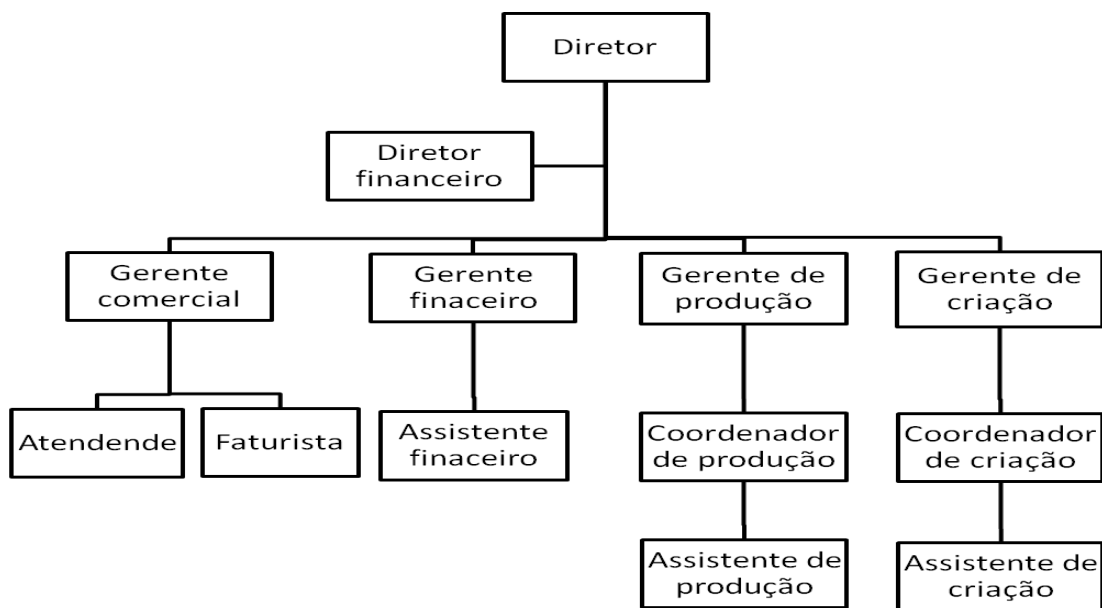 Diretor
Diretor
financeiro
Gerente
comercial
Gerente
finaceiro
Gerente de
produção
Gerente de
criação
Atendende
Faturista
Assistente
finaceiro
Coordenador
de produção
Coordenador
de criação
Assistente de
produção
Assistente de
criação